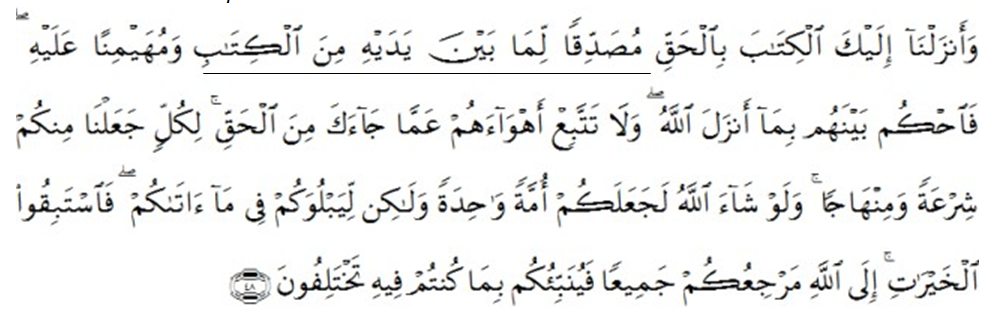 وَأَنزَلْنَآ إِلَيْكَ ٱلْكِتَـٰبَ بِٱلْحَقِّ مُصَدِّقًا لِّمَا بَيْنَ يَدَيْهِ مِنَ ٱلْكِتَـٰبِ وَمُهَيْمِنًا عَلَيْهِ ۖ
فَٱحْكُم بَيْنَهُم بِمَآ أَنزَلَ ٱللَّهُ ۖ وَلَا تَتَّبِعْ أَهْوَآءَهُمْ عَمَّا جَآءَكَ مِنَ ٱلْحَقِّ ۚ لِكُلٍّ جَعَلْنَا مِنكُمْ
شِرْعَةً وَمِنْهَاجًا ۚ وَلَوْ شَآءَ ٱللَّهُ لَجَعَلَكُمْ أُمَّةً وَٰحِدَةً وَلَـٰكِن لِّيَبْلُوَكُمْ فِى مَآ ءَاتَىٰكُمْ ۖ فَٱسْتَبِقُوا۟
ٱلْخَيْرَٰتِ ۚ إِلَى ٱللَّهِ مَرْجِعُكُمْ جَمِيعًا فَيُنَبِّئُكُم بِمَا كُنتُمْ فِيهِ تَخْتَلِفُونَ ٤٨